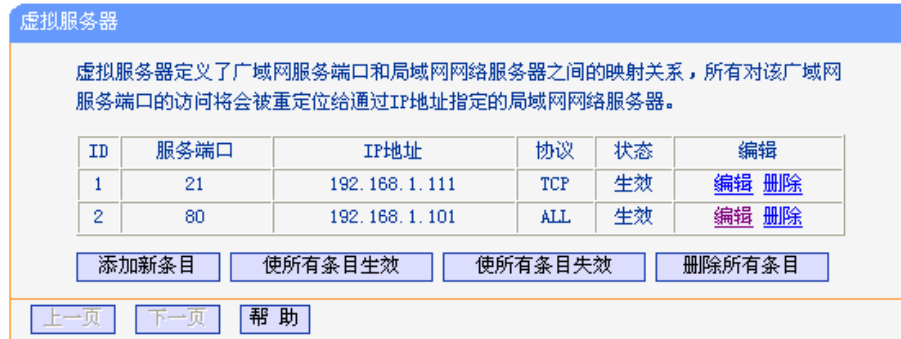 虚拟服务器
虚拟服务器定义了广域网服务端口和局域网网络服务器之间的映射关系，所有对该广域网
服务端口的访问将会被重定位给通过IP地址指定的局域网网络服务器。
ID 服务端口 IP地址 协议 状态 编辑
1 21 192.168.1.111 TCP 生效 编辑 删除
2 80 192.168.1.101 ALL 生效 编辑 删除
添加新条目 使所有条目生效 使所有条目失效 删除所有条目
上一页 下一页 帮 助